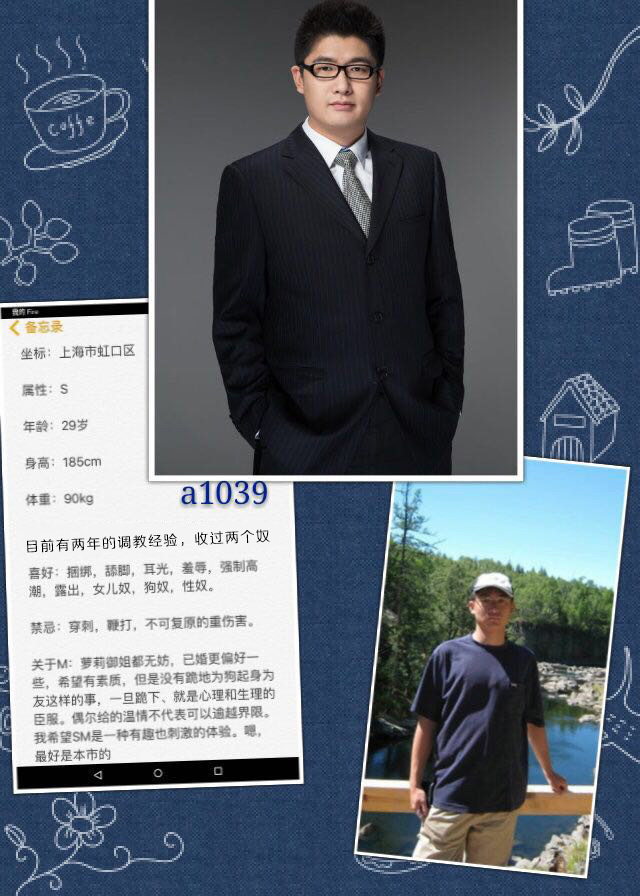 Coffe
我的 Fire
备忘录
坐标：上海市虹口区
属性：S
年龄：29岁
身高：185cm
体重：90kg
a1039
目前有两年的调教经验，收过两个奴
喜好：捆绑，舔脚，耳光，羞辱，强制高
潮，露出，女儿奴，狗奴，性奴。
禁忌：穿刺，鞭打，不可复原的重伤害。
关于M：萝莉御姐都无妨，已婚更偏好一
些，希望有素质，但是没有跪地为狗起身为
友这样的事，一旦跪下、就是心理和生理的
臣服。偶尔给的温情不代表可以逾越界限。
我希望SM是一种有趣也刺激的体验。嗯，
最好是本市的